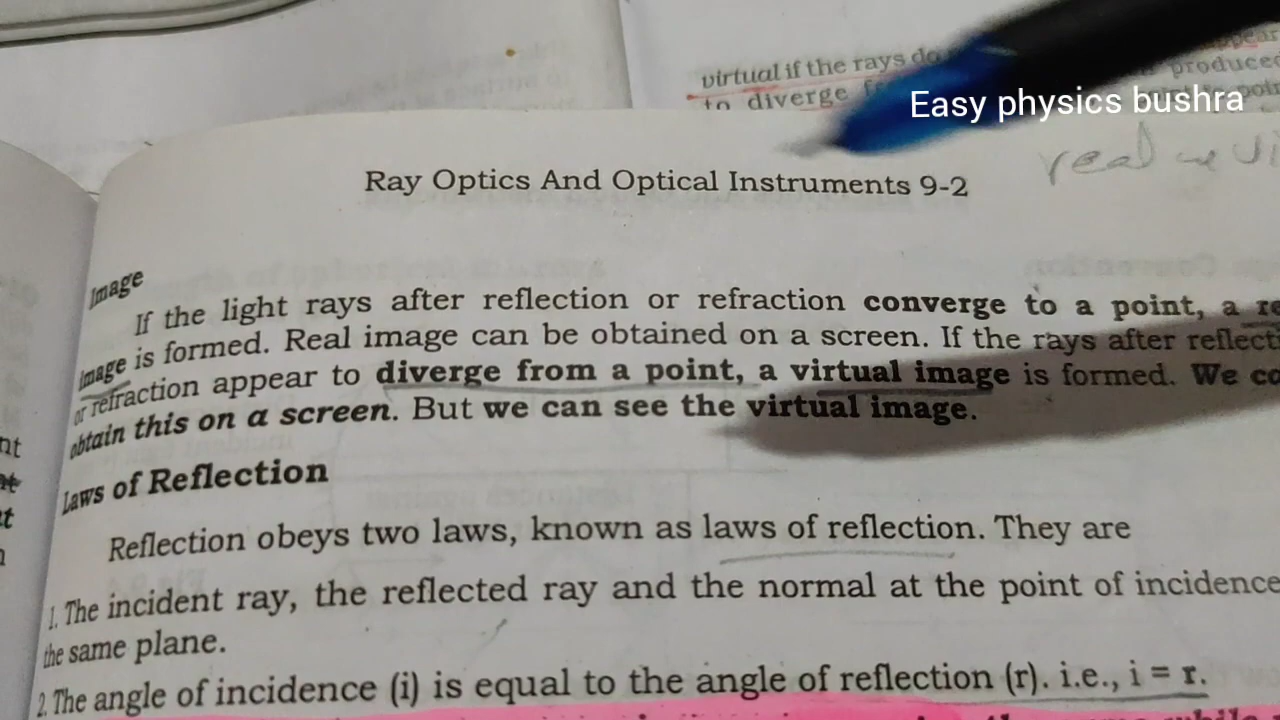 virtual if the rays do
produced
to diverge
Easy physics bushra
real
Ray Optics And Optical Instruments 9-2
Image
If the light rays after reflection or refraction converge to a point, a
image is formed. Real image can be obtained on a screen. If the rays after
or refraction appear to diverge from a point, a virtual image is formed. We
obtain this on a screen. But we can see the virtual image.
Laws of Reflection
Reflection obeys two laws, known as laws of reflection. They are
1. The incident ray, the reflected ray and the normal at the point of incidence
the same plane.
2. The angle of incidence (i) is equal to the angle of reflection (r). i.e., i = r.